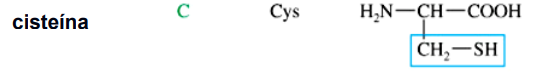 cisteína C Cys H₂N—CH—COOH
CH₂—SH